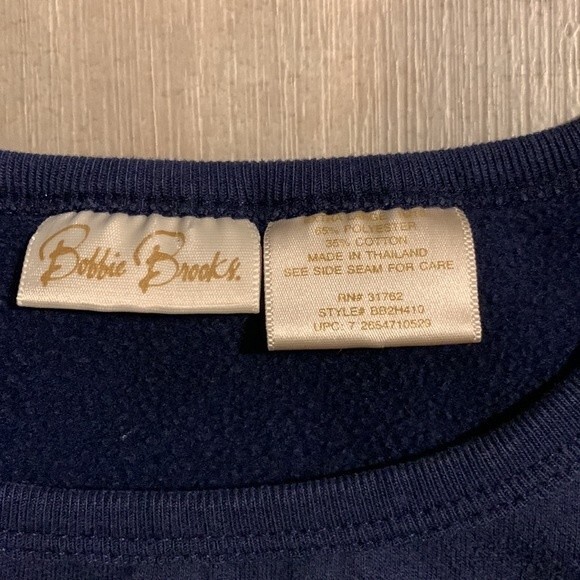 Bobbie Brooks.
65% POLYESTER
35% COTTON
MADE IN THAILAND
SEE SIDE SEAM FOR CARE
RN# 31762
STYLE# BB2H410
UPC: 7 2654710529